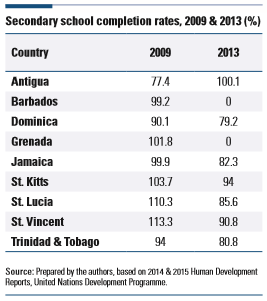 Secondary school completion rates, 2009 & 2013 (%)
Country 2009 2013
Antigua 77.4 100.1
Barbados 99.2 0
Dominica 90.1 79.2
Grenada 101.8 0
Jamaica 99.9 82.3
St. Kitts 103.7 94
St. Lucia 110.3 85.6
St. Vincent 113.3 90.8
Trinidad & Tobago 94 80.8
Source: Prepared by the authors, based on 2014 & 2015 Human Development
Reports, United Nations Development Programme.